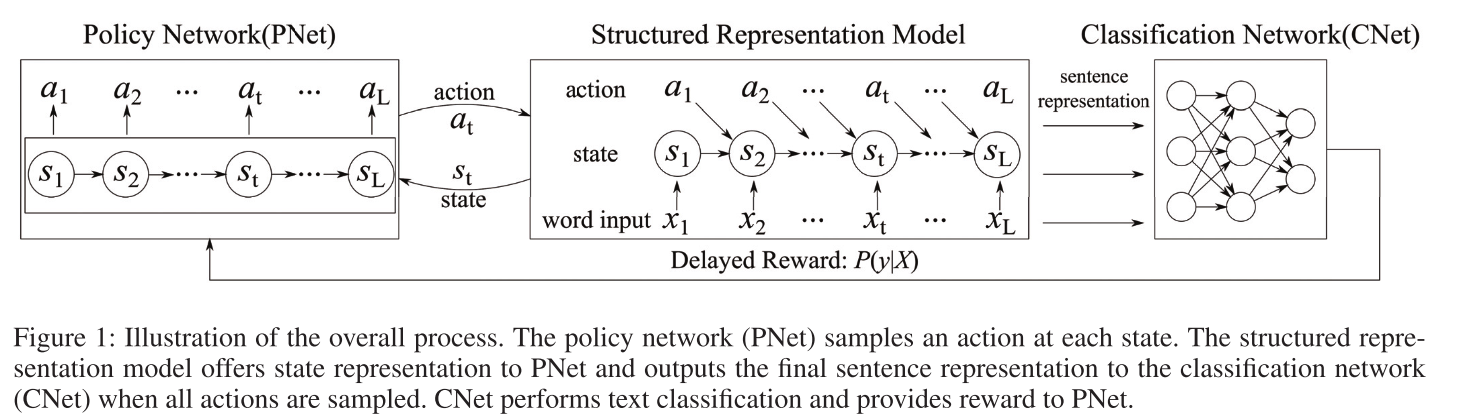 Policy Network(PNet)
a1 a2 ... at ... aL
s1 s2 ... st ... sL
action
at
st
state
Structured Representation Model
action a1 a2 ... at ... aL
state s1 s2 ... st ... sL
word input x1 x2 ... xt ... xL
Classification Network(CNet)
sentence
representation
Delayed Reward: P(y|X)
Figure 1: Illustration of the overall process. The policy network (PNet) samples an action at each state. The structured repre-
sentation model offers state representation to PNet and outputs the final sentence representation to the classification network
(CNet) when all actions are sampled. CNet performs text classification and provides reward to PNet.